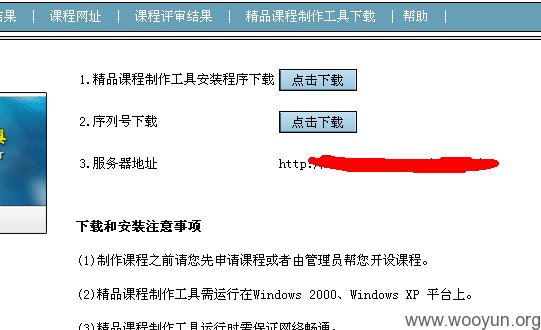 果 | 课程网址 | 课程评审结果 | 精品课程制作工具下载 | 帮助 |
1.精品课程制作工具安装程序下载 点击下载
2.序列号下载 点击下载
3.服务器地址 http:/
下载和安装注意事项
(1)制作课程之前请您先申请课程或者由管理员帮您开设课程。
(2)精品课程制作工具需运行在Windows 2000、Windows XP 平台上。
(3)精品课程制作工具运行时需保证网络畅通。
www.wooyun.org